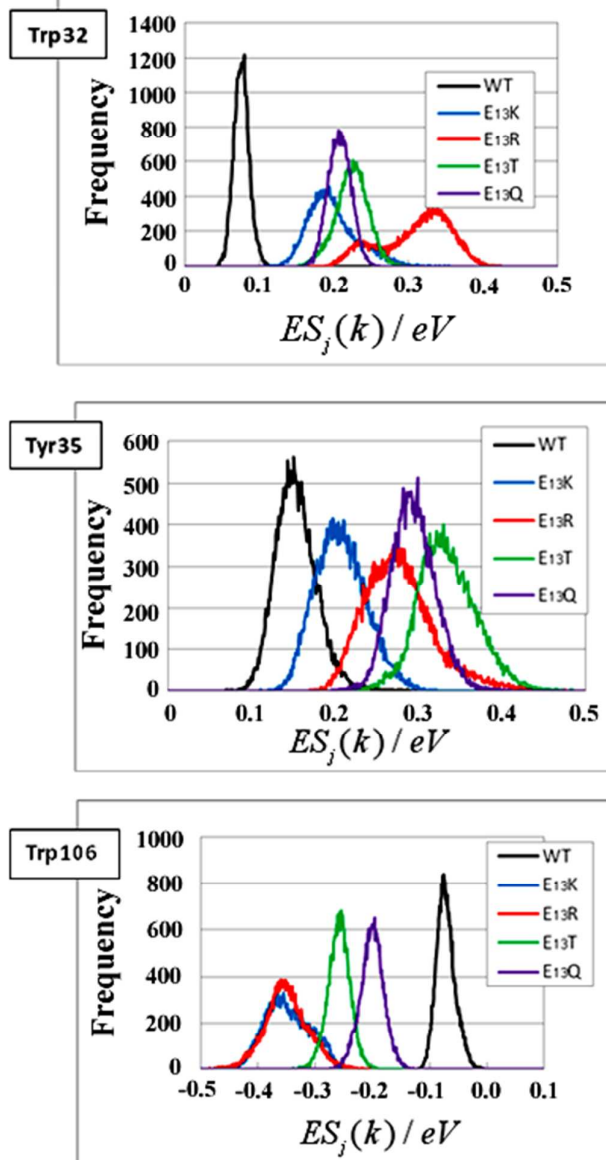 Trp32
1400
1200
1000
800
600
400
200
0
Frequency
WT
E13K
E13R
E13T
E13Q
0 0.1 0.2 0.3 0.4 0.5
ES_j(k) / eV
Tyr35
600
500
400
300
200
100
0
Frequency
WT
E13K
E13R
E13T
E13Q
0 0.1 0.2 0.3 0.4 0.5
ES_j(k) / eV
Trp106
1000
800
600
400
200
0
Frequency
WT
E13K
E13R
E13T
E13Q
-0.5 -0.4 -0.3 -0.2 -0.1 0.0 0.1
ES_j(k) / eV